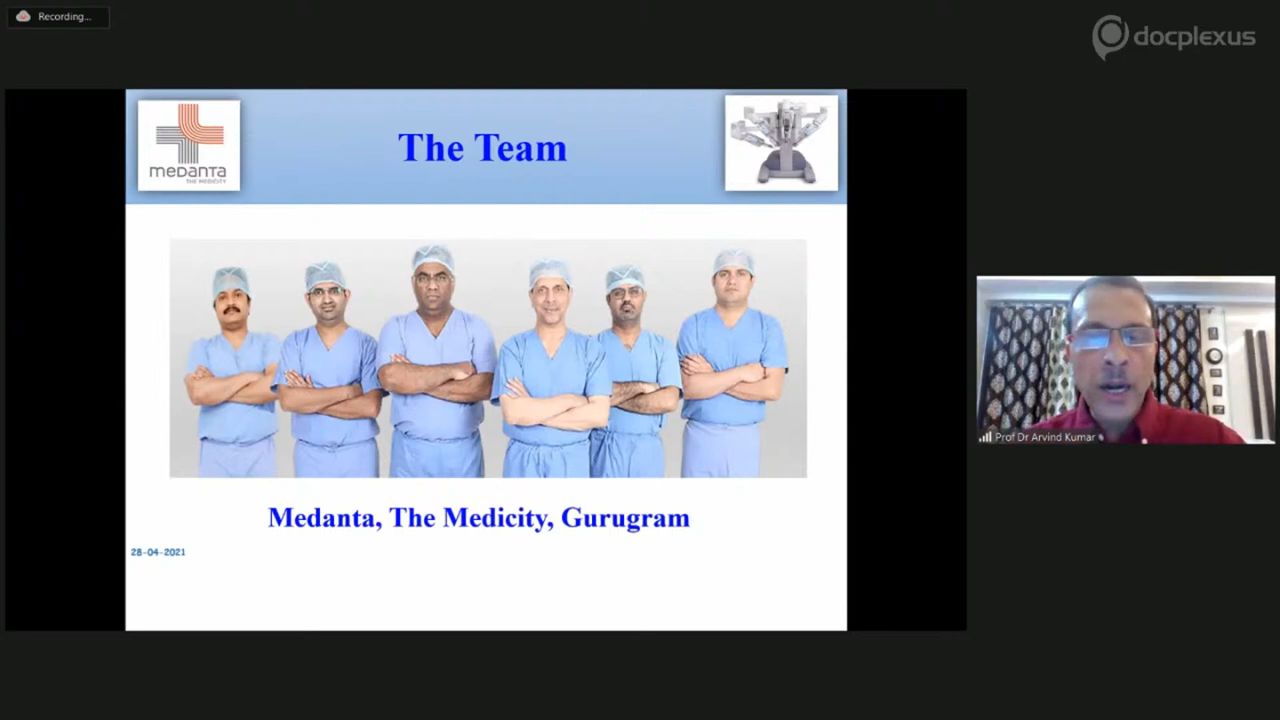 Recording...
docplexus
medanta
THE MEDICITY
The Team
Medanta, The Medicity, Gurugram
28-04-2021
Prof Dr Arvind Kumar